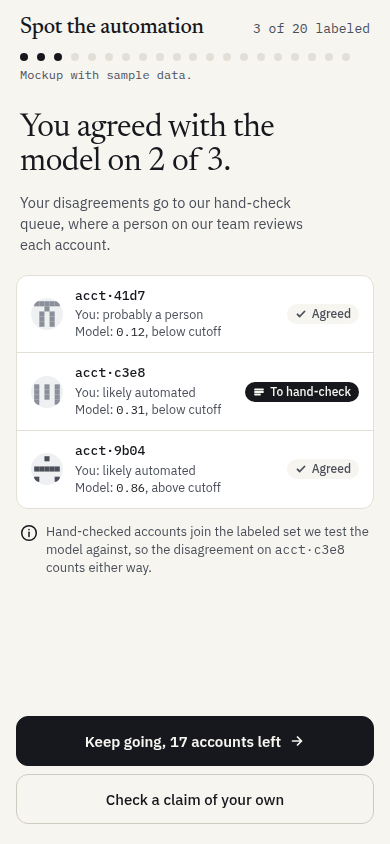 Spot the automation
3 of 20 labeled
Mockup with sample data.
You agreed with the
model on 2 of 3.
Your disagreements go to our hand-check
queue, where a person on our team reviews
each account.
acct·41d7
You: probably a person
Model: 0.12, below cutoff
Agreed
acct·c3e8
You: likely automated
Model: 0.31, below cutoff
To hand-check
acct·9b04
You: likely automated
Model: 0.86, above cutoff
Agreed
Hand-checked accounts join the labeled set we test the
model against, so the disagreement on acct·c3e8
counts either way.
Keep going, 17 accounts left →
Check a claim of your own